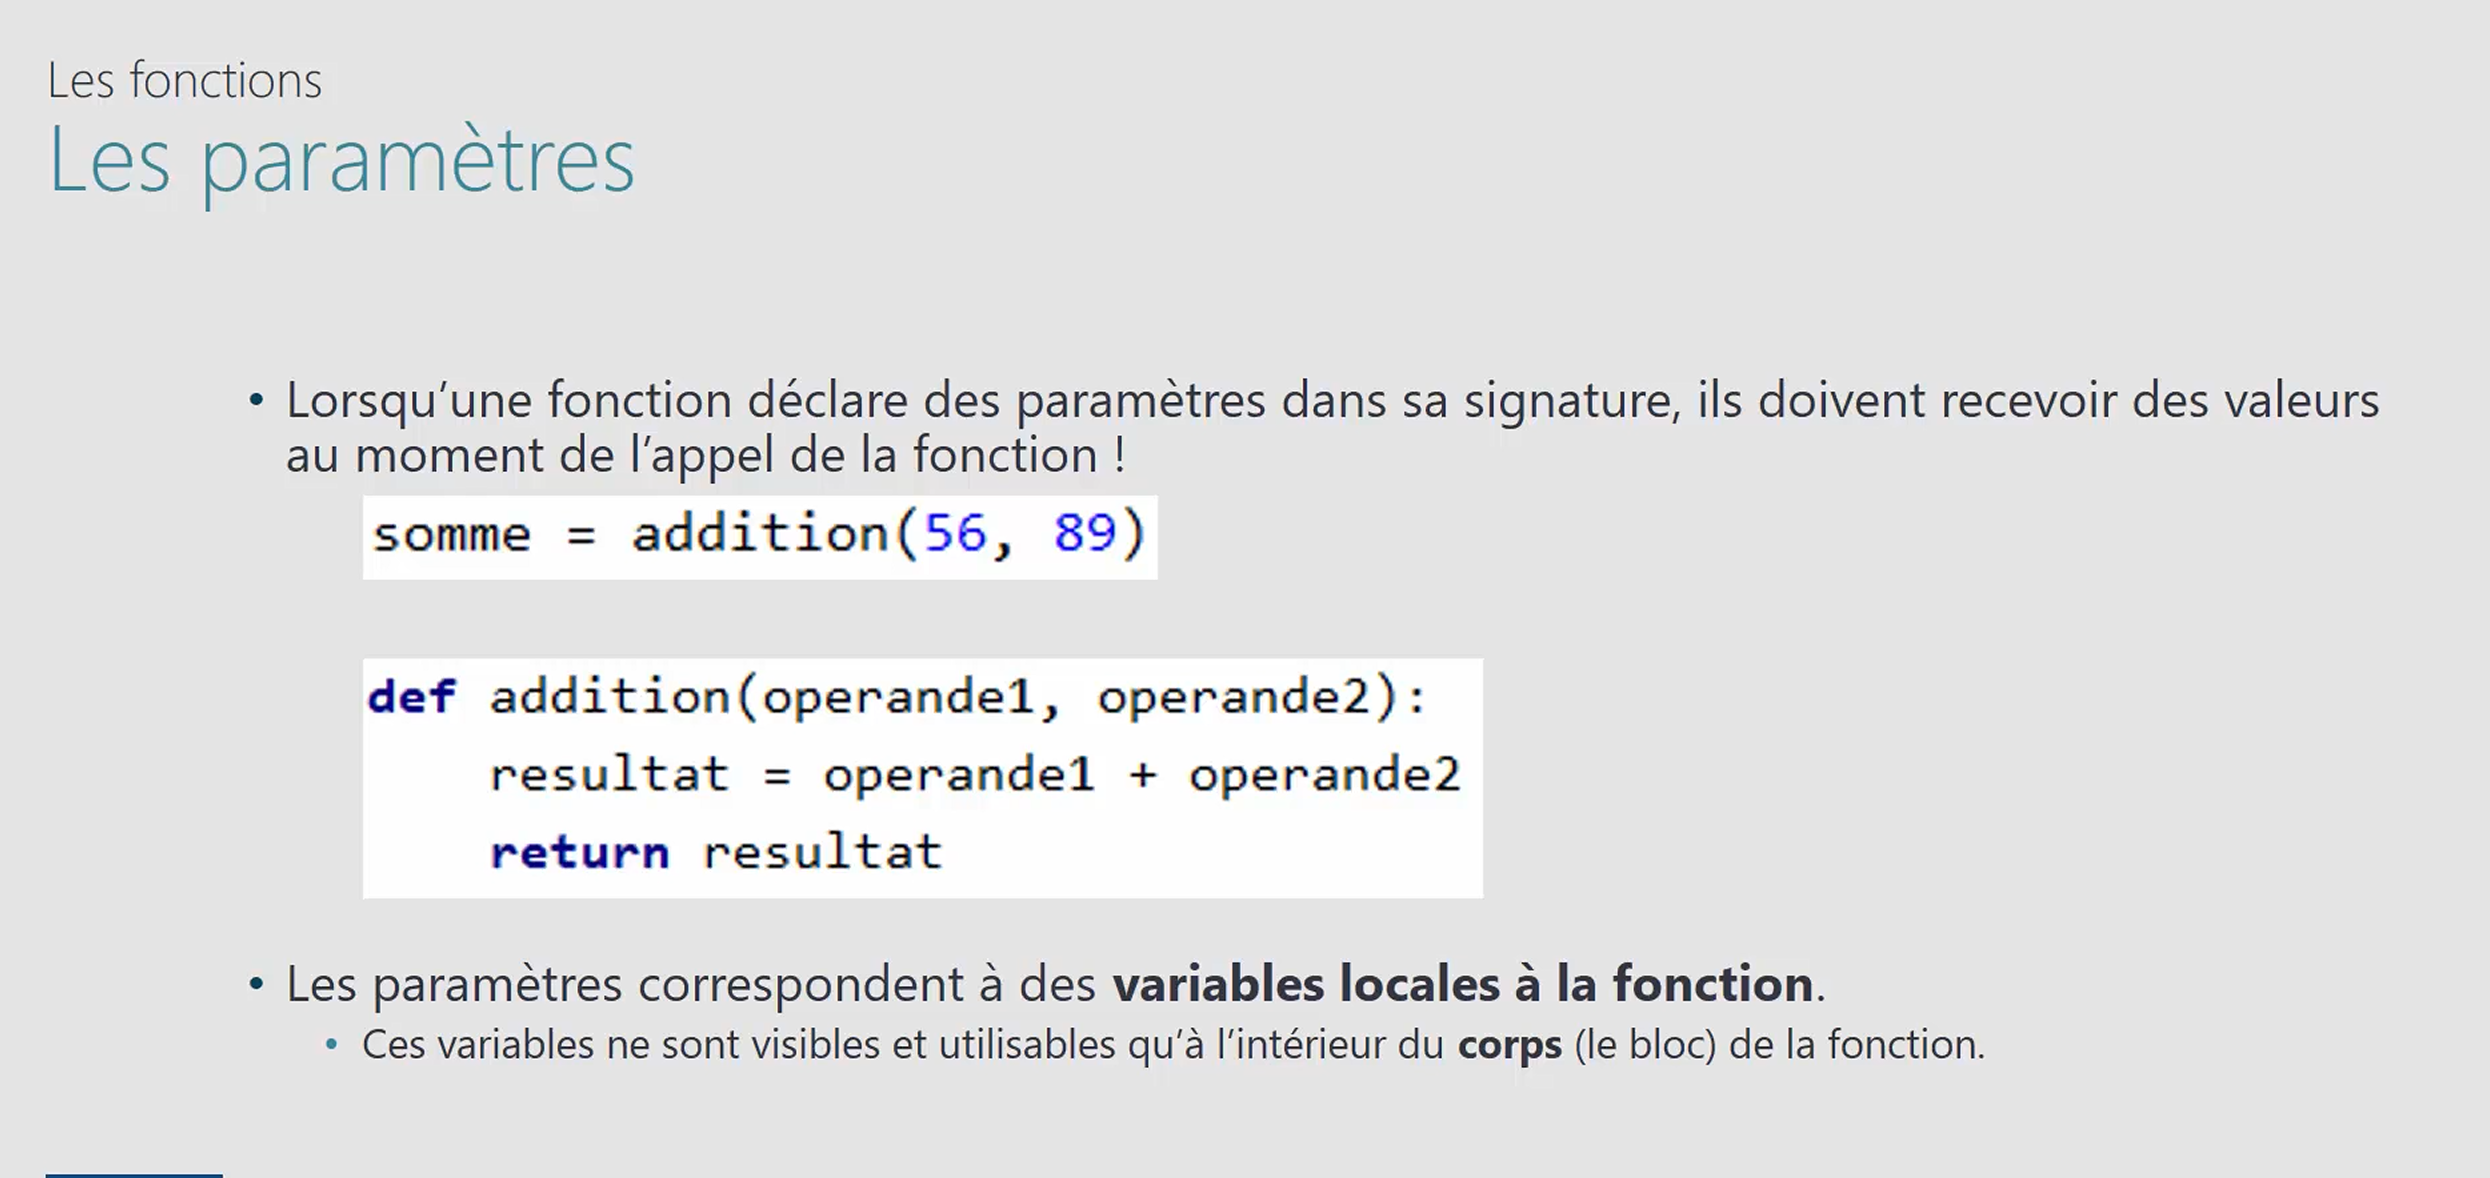 Les fonctions
Les paramètres
• Lorsqu’une fonction déclare des paramètres dans sa signature, ils doivent recevoir des valeurs
au moment de l’appel de la fonction !
somme = addition(56, 89)
def addition(operande1, operande2):
    resultat = operande1 + operande2
    return resultat
• Les paramètres correspondent à des variables locales à la fonction.
• Ces variables ne sont visibles et utilisables qu’à l’intérieur du corps (le bloc) de la fonction.